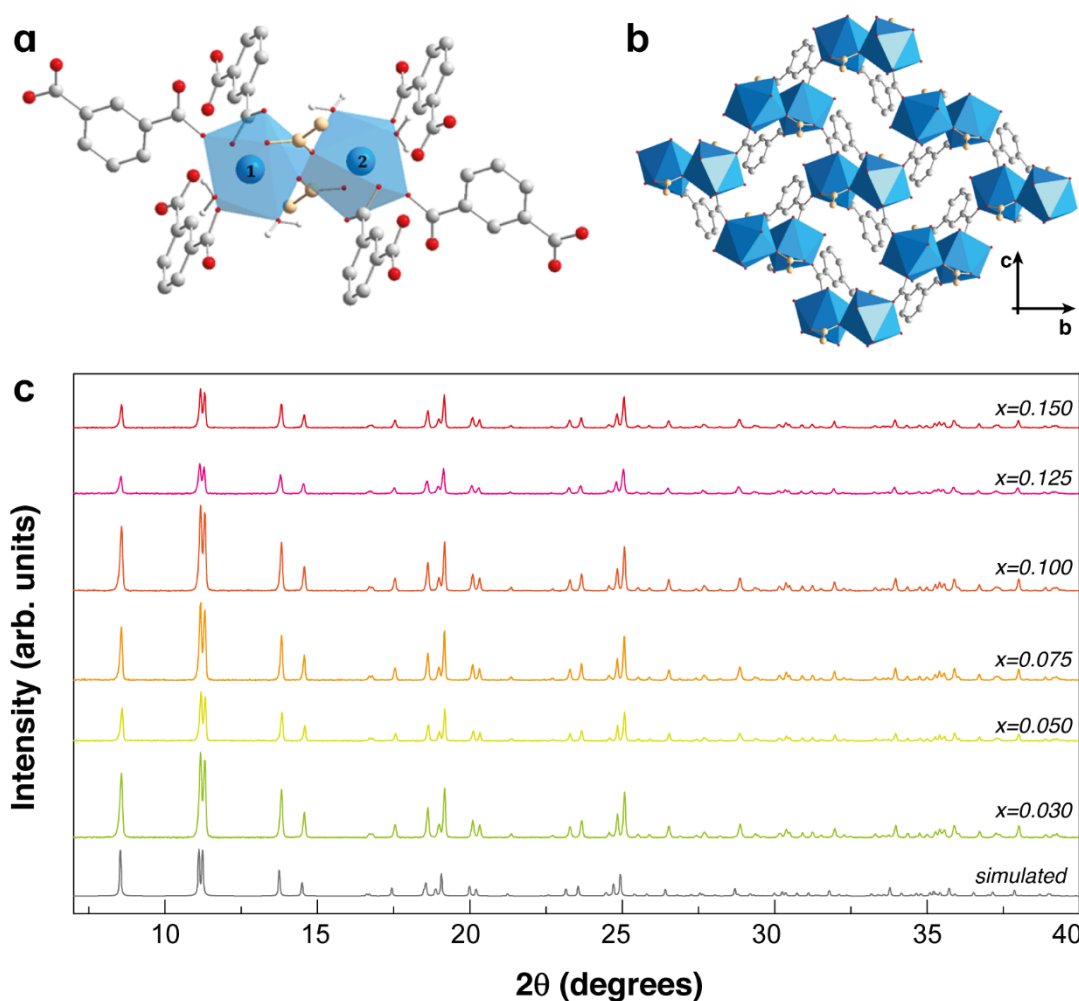 a
b
1
2
c
b
c
x=0.150
x=0.125
x=0.100
x=0.075
x=0.050
x=0.030
simulated
Intensity (arb. units)
10 15 20 25 30 35 40
2θ (degrees)